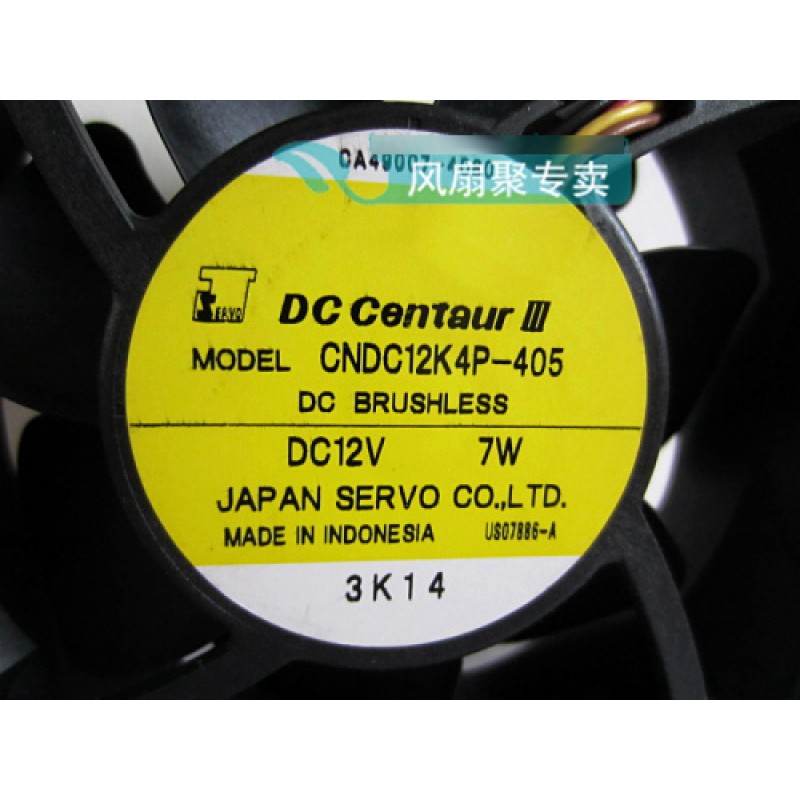 风扇聚专卖
SERVO
DC Centaur III
MODEL CNDC12K4P-405
DC BRUSHLESS
DC12V 7W
JAPAN SERVO CO.,LTD.
MADE IN INDONESIA US07886-A
3K14